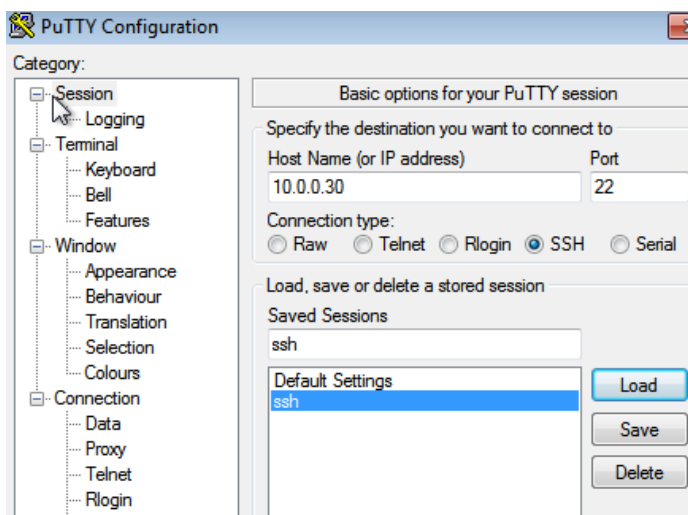 PuTTY Configuration
Category:
Session
Logging
Terminal
Keyboard
Bell
Features
Window
Appearance
Behaviour
Translation
Selection
Colours
Connection
Data
Proxy
Telnet
Rlogin
Basic options for your PuTTY session
Specify the destination you want to connect to
Host Name (or IP address) Port
10.0.0.30 22
Connection type:
Raw Telnet Rlogin SSH Serial
Load, save or delete a stored session
Saved Sessions
ssh
Default Settings
ssh
Load
Save
Delete